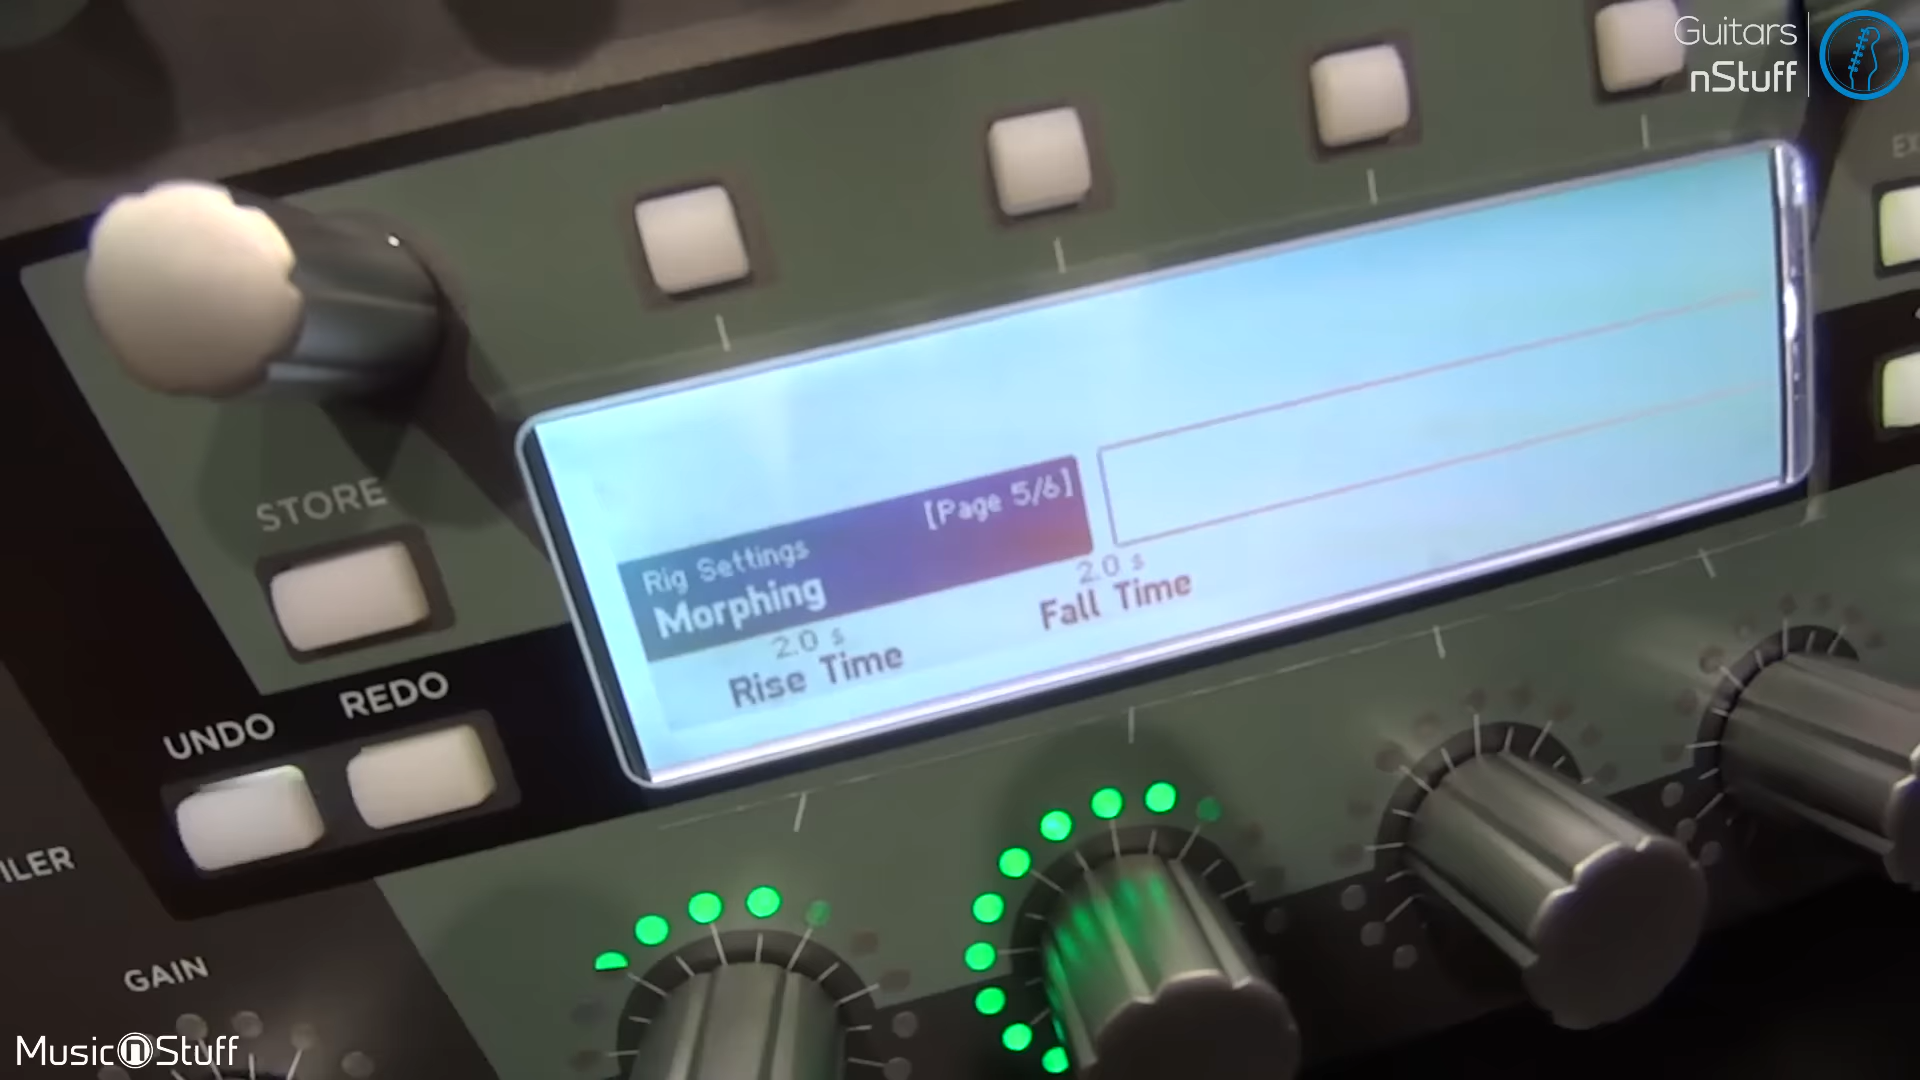 Guitars
nStuff
EX
STORE
[Page 5/6]
Rig Settings
Morphing
2.0 s
Fall Time
2.0 s
Rise Time
UNDO
REDO
ILER
GAIN
MusicnStuff